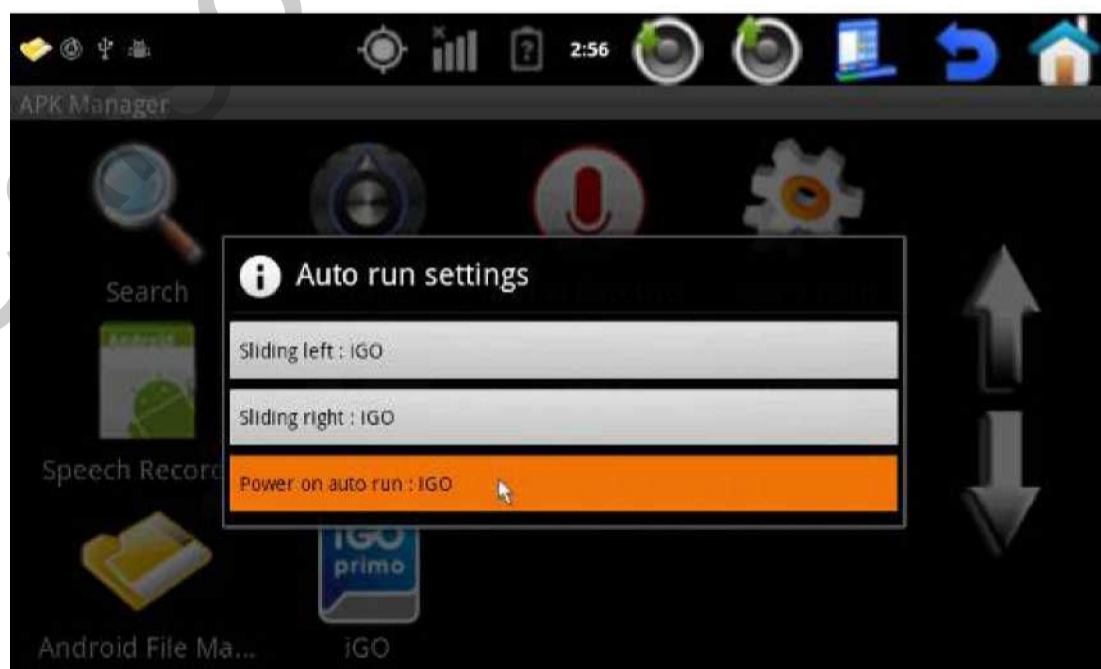 2:56
APK Manager
Auto run settings
Search
Sliding left : iGO
Sliding right : IGO
Speech Record
Power on auto run : IGO
iGO
primo
Android File Ma...
iGO